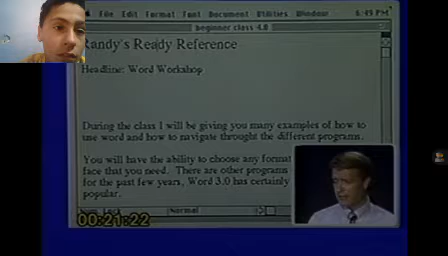 File Edit Format Font Document Utilities Window 6:49 PM
beginner class 4.0
Randy's Ready Reference
Headline: Word Workshop
During the class I will be giving you many examples of how to
use word and how to navigate throught the different programs.
You will have the ability to choose any format
face that you need. There are other programs
for the past few years, Word 3.0 has certainly
popular.
Num. Lock Normal
00:21:22